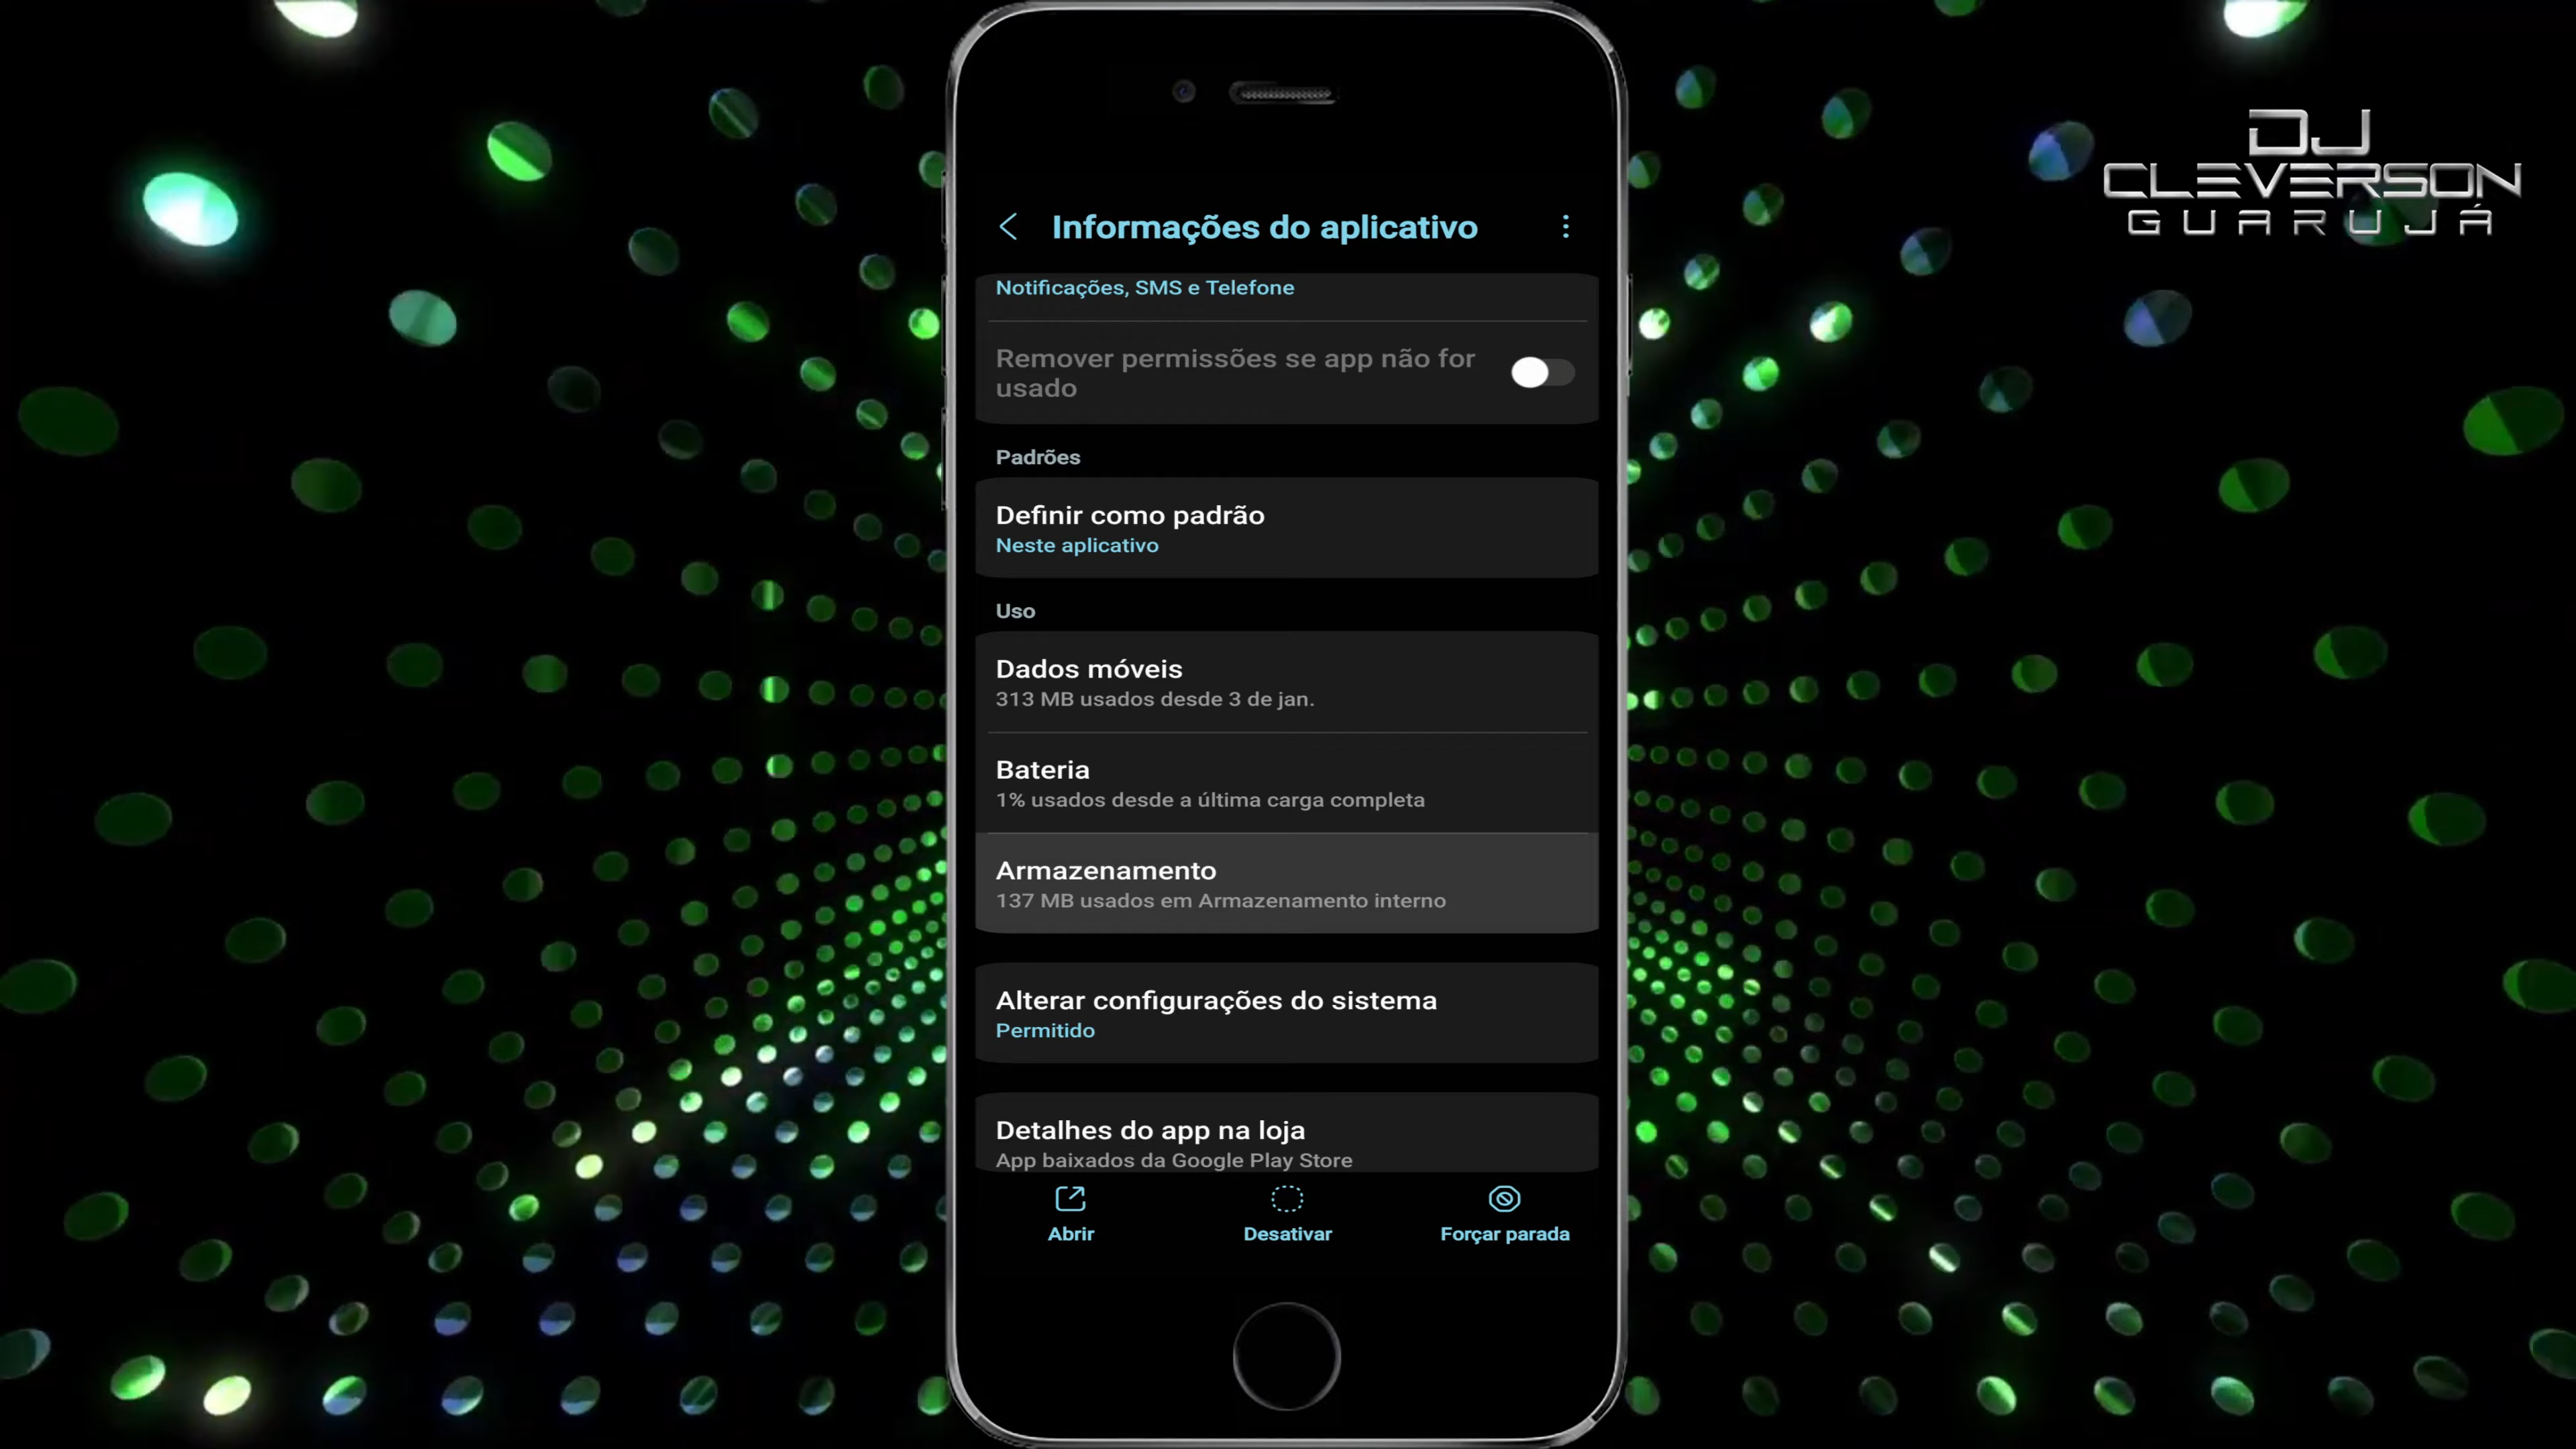 DJ
CLEVERSON
GUARUJÁ
Informações do aplicativo
Notificações, SMS e Telefone
Remover permissões se app não for
usado
Padrões
Definir como padrão
Neste aplicativo
Uso
Dados móveis
313 MB usados desde 3 de jan.
Bateria
1% usados desde a última carga completa
Armazenamento
137 MB usados em Armazenamento interno
Alterar configurações do sistema
Permitido
Detalhes do app na loja
App baixados da Google Play Store
Abrir
Desativar
Forçar parada